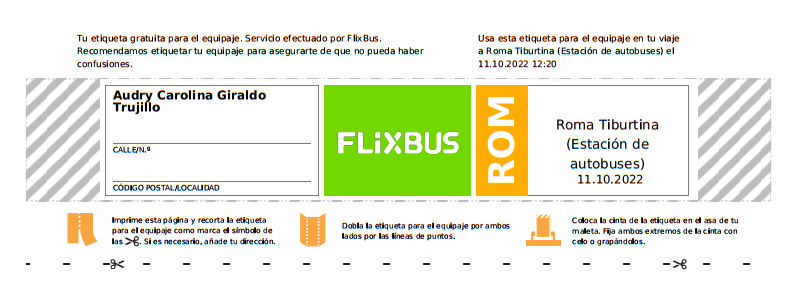 Tu etiqueta gratuita para el equipaje. Servicio efectuado por FlixBus.
Recomendamos etiquetar tu equipaje para asegurarte de que no pueda haber
confusiones.
Usa esta etiqueta para el equipaje en tu viaje
a Roma Tiburtina (Estación de autobuses) el
11.10.2022 12:20
Audry Carolina Giraldo
Trujillo
CALLE/N.º
CÓDIGO POSTAL/LOCALIDAD
FLiXBUS
ROM
Roma Tiburtina
(Estación de
autobuses)
11.10.2022
Imprime esta página y recorta la etiqueta
para el equipaje como marca el símbolo de
las ✂. Si es necesario, añade tu dirección.
Dobla la etiqueta para el equipaje por ambos
lados por las líneas de puntos.
Coloca la cinta de la etiqueta en el asa de tu
maleta. Fija ambos extremos de la cinta con
celo o grapándolos.